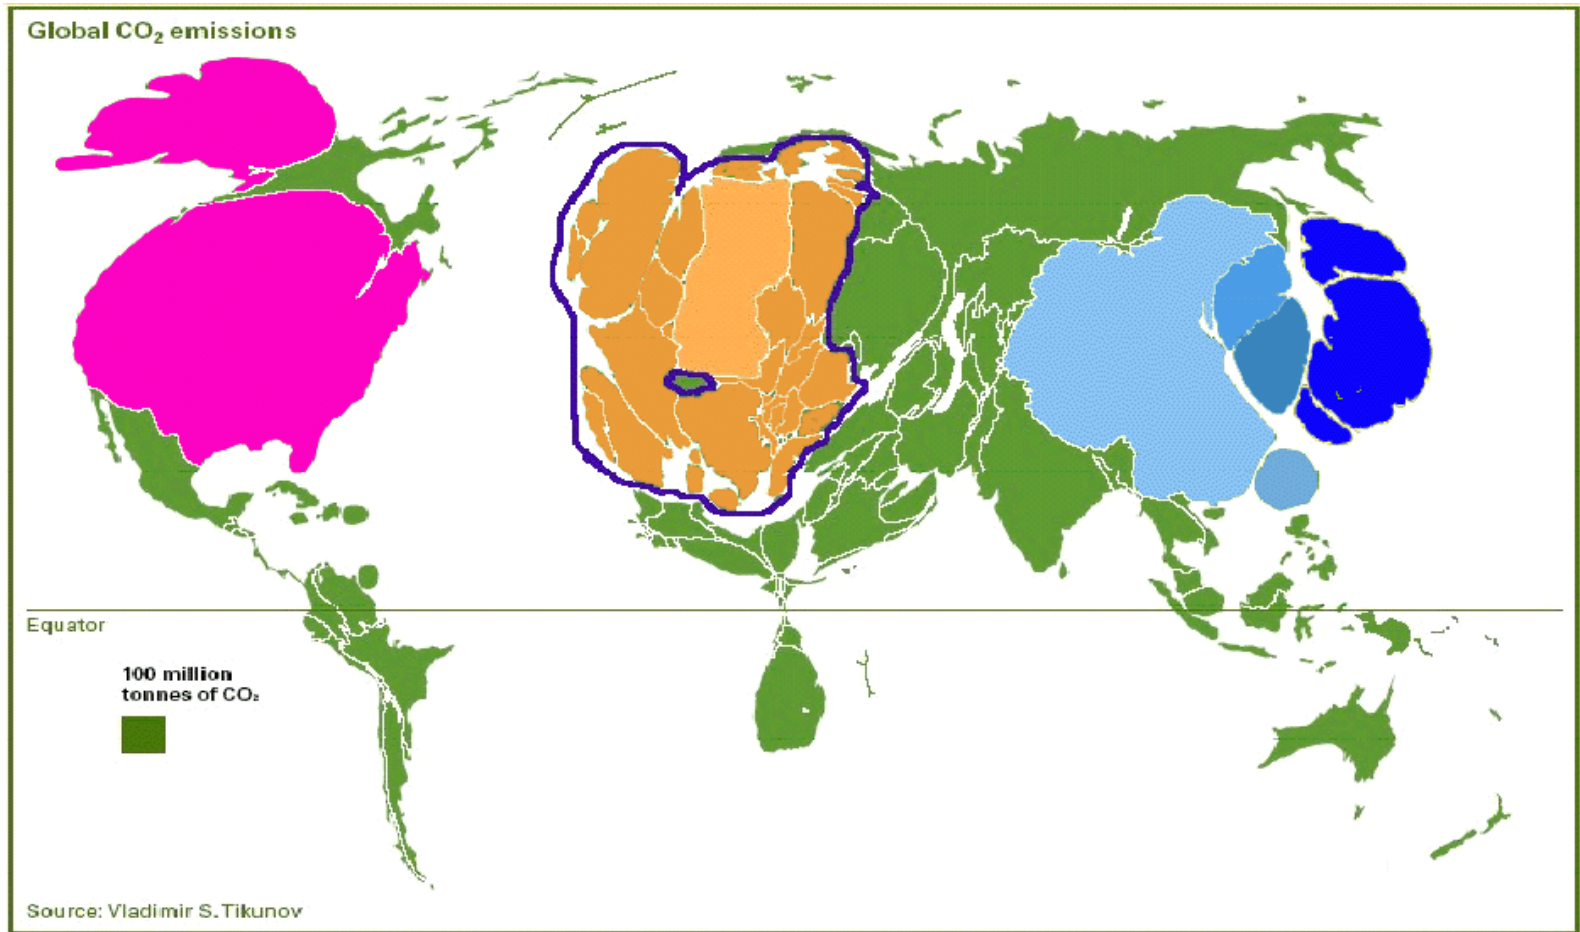 Global CO₂ emissions
Equator
100 million
tonnes of CO₂
Source: Vladimir S. Tikunov